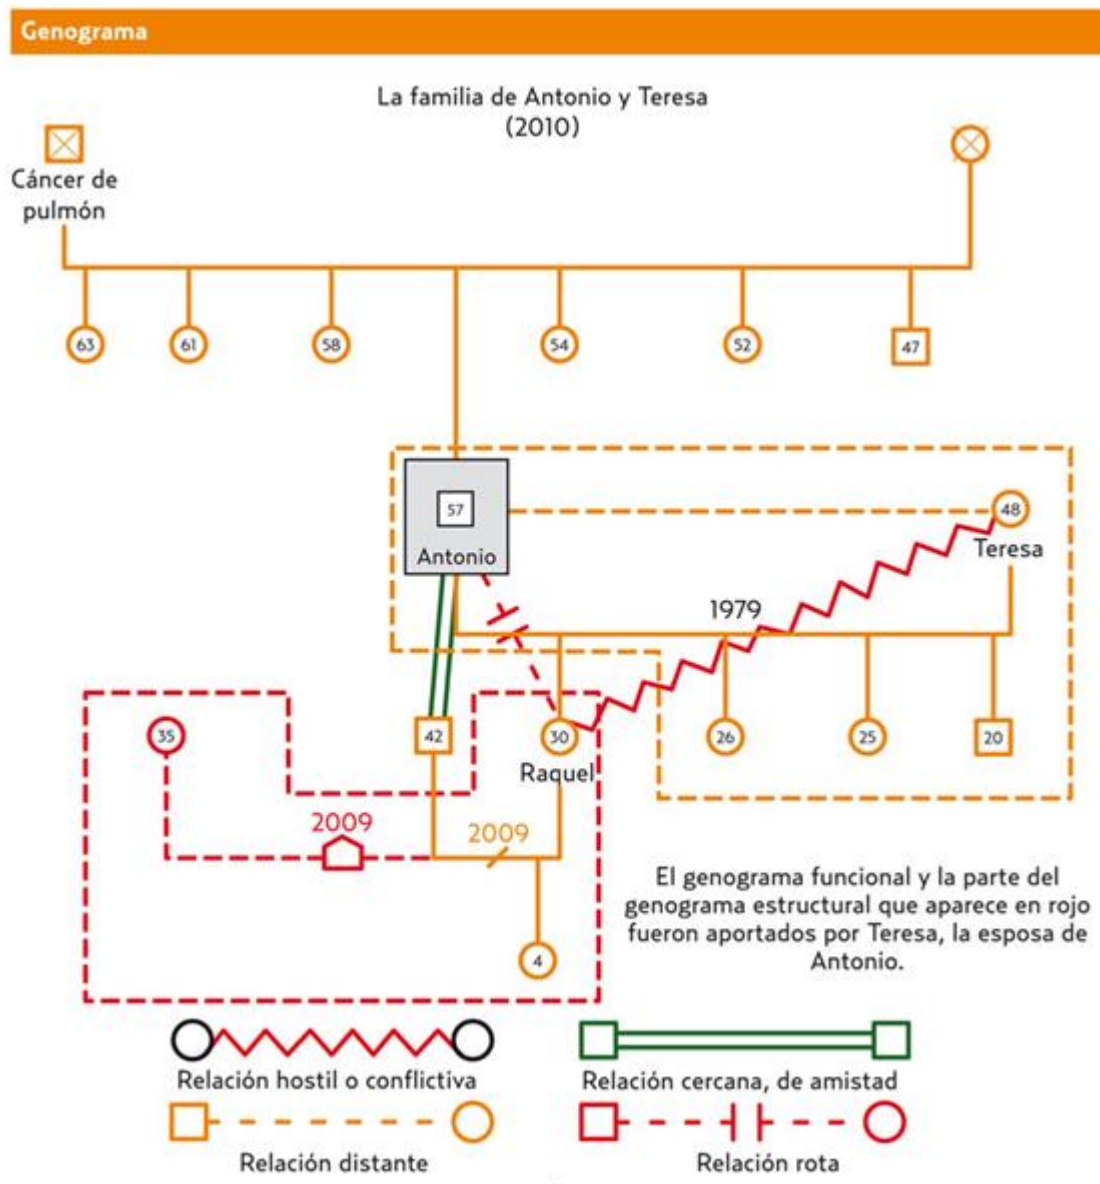 Genograma
La familia de Antonio y Teresa
(2010)
Cáncer de
pulmón
63
61
58
54
52
47
57
Antonio
48
Teresa
1979
35
42
30
Raquel
26
25
20
2009
2009
4
El genograma funcional y la parte del
genograma estructural que aparece en rojo
fueron aportados por Teresa, la esposa de
Antonio.
Relación hostil o conflictiva
Relación cercana, de amistad
Relación distante
Relación rota